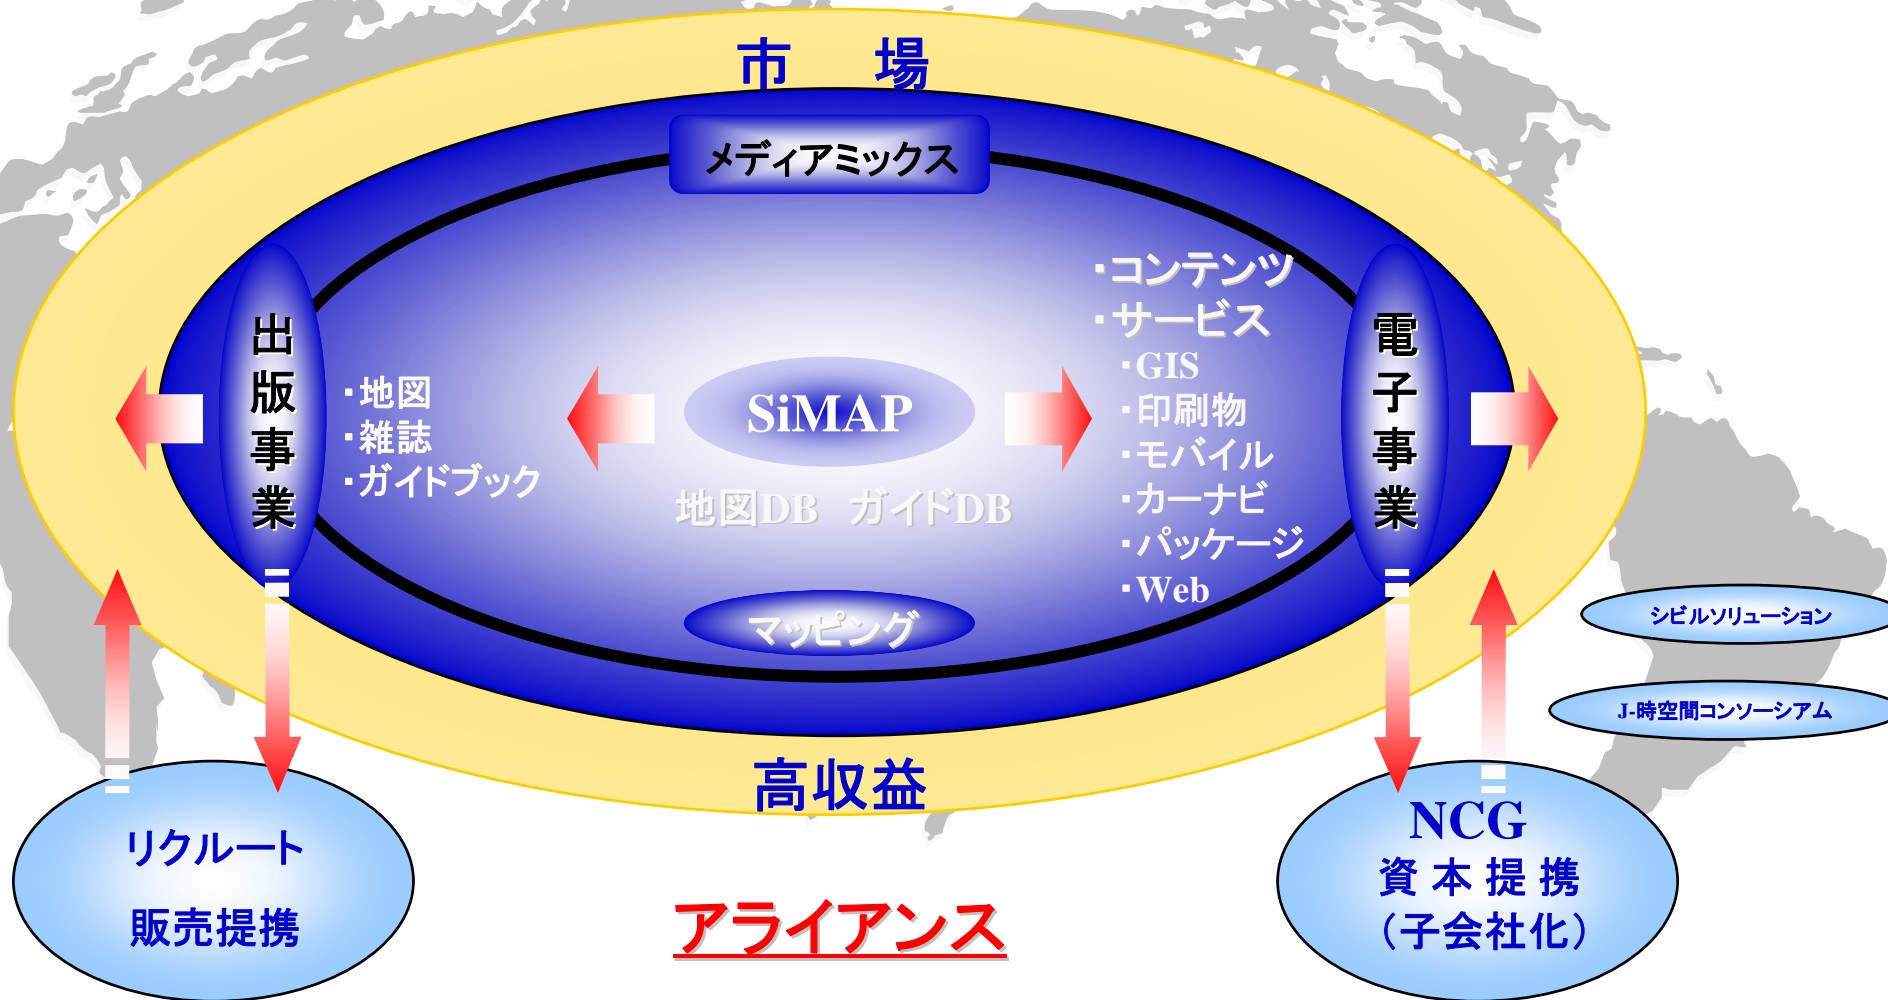 市 場
メディアミックス
出版事業
・地図
・雑誌
・ガイドブック
SiMAP
地図DB ガイドDB
マッピング
・コンテンツ
・サービス
・GIS
・印刷物
・モバイル
・カーナビ
・パッケージ
・Web
電子事業
シビルソリューション
J-時空間コンソーシアム
高収益
リクルート
販売提携
アライアンス
NCG
資本提携
（子会社化）